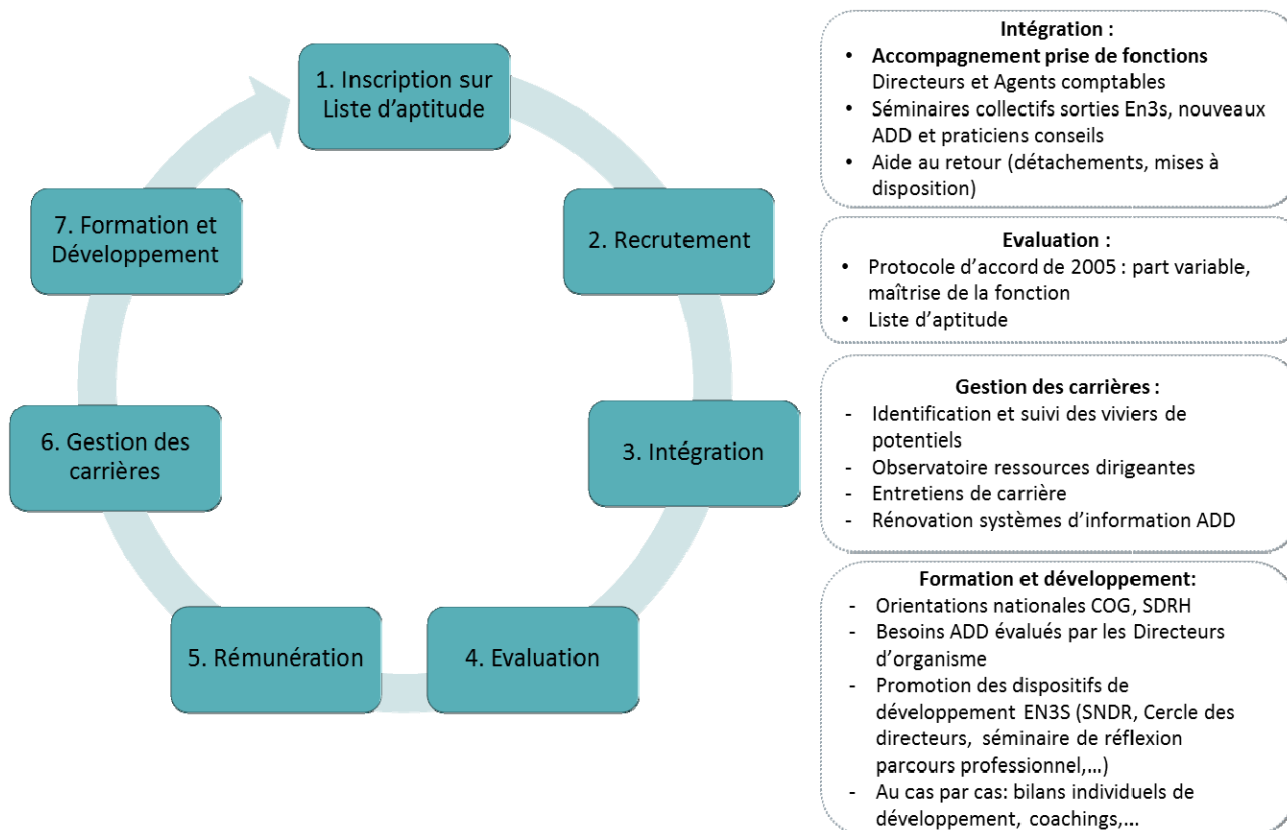 1. Inscription sur
Liste d'aptitude
2. Recrutement
3. Intégration
4. Evaluation
5. Rémunération
6. Gestion des
carrières
7. Formation et
Développement
Intégration :
• Accompagnement prise de fonctions
Directeurs et Agents comptables
• Séminaires collectifs sorties En3s, nouveaux
ADD et praticiens conseils
• Aide au retour (détachements, mises à
disposition)
Evaluation :
• Protocole d'accord de 2005 : part variable,
maîtrise de la fonction
• Liste d'aptitude
Gestion des carrières :
- Identification et suivi des viviers de
potentiels
- Observatoire ressources dirigeantes
- Entretiens de carrière
- Rénovation systèmes d'information ADD
Formation et développement:
- Orientations nationales COG, SDRH
- Besoins ADD évalués par les Directeurs
d'organisme
- Promotion des dispositifs de
développement EN3S (SNDR, Cercle des
directeurs, séminaire de réflexion
parcours professionnel,...)
- Au cas par cas: bilans individuels de
développement, coachings,...